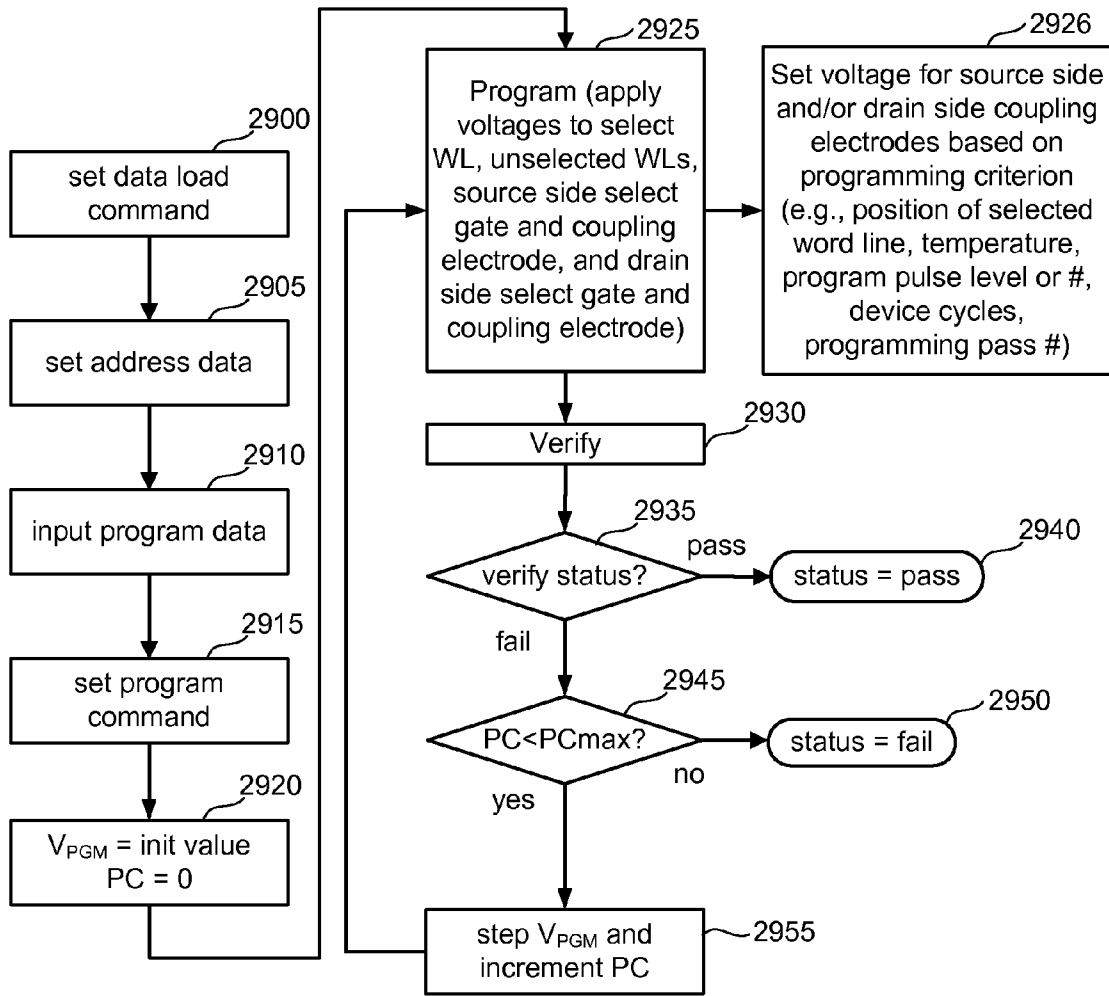 2900
set data load
command
2905
set address data
2910
input program data
2915
set program
command
2920
VPGM = init value
PC = 0
2925
Program (apply
voltages to select
WL, unselected WLs,
source side select
gate and coupling
electrode, and drain
side select gate and
coupling electrode)
2926
Set voltage for source side
and/or drain side coupling
electrodes based on
programming criterion
(e.g., position of selected
word line, temperature,
program pulse level or #,
device cycles,
programming pass #)
2930
Verify
2935
verify status?
pass
2940
status = pass
fail
2945
PC<PCmax?
no
2950
status = fail
yes
2955
step VPGM and
increment PC